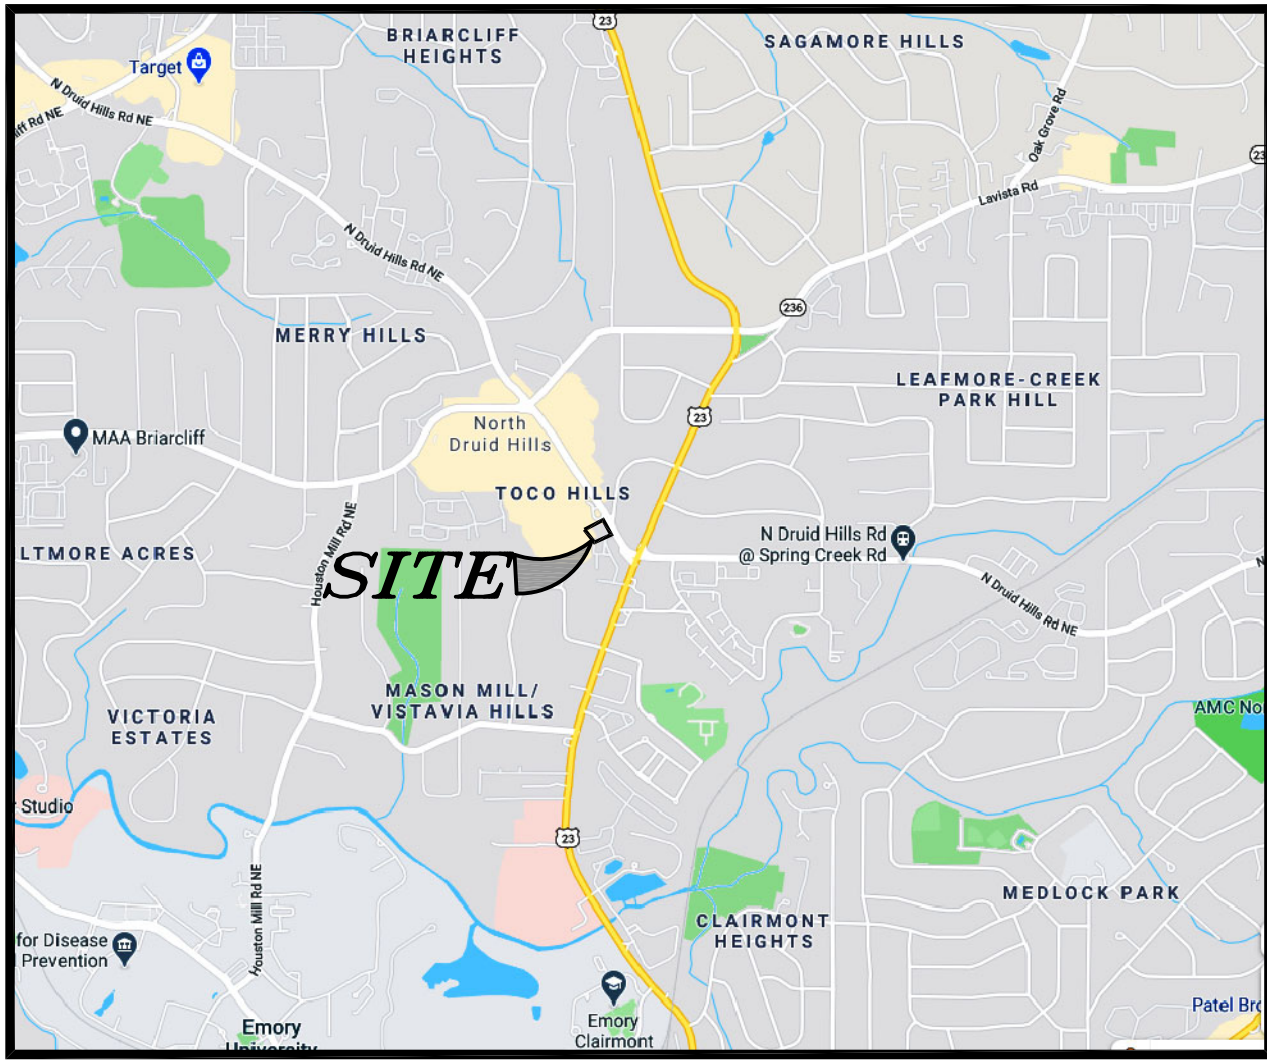 23
BRIARCLIFF
HEIGHTS
SAGAMORE HILLS
Target
N Druid Hills Rd NE
iff Rd NE
Oak Grove Rd
23
Lavista Rd
N Druid Hills Rd NE
236
MERRY HILLS
LEAFMORE-CREEK
PARK HILL
23
North
Druid Hills
MAA Briarcliff
TOCO HILLS
N Druid Hills Rd
@ Spring Creek Rd
LTMORE ACRES
Houston Mill Rd NE
SITE
N Druid Hills Rd NE
N
MASON MILL/
VISTAVIA HILLS
VICTORIA
ESTATES
AMC No
Studio
23
MEDLOCK PARK
Houston Mill Rd NE
CLAIRMONT
HEIGHTS
for Disease
Prevention
Patel Bro
Emory
University
Emory
Clairmont